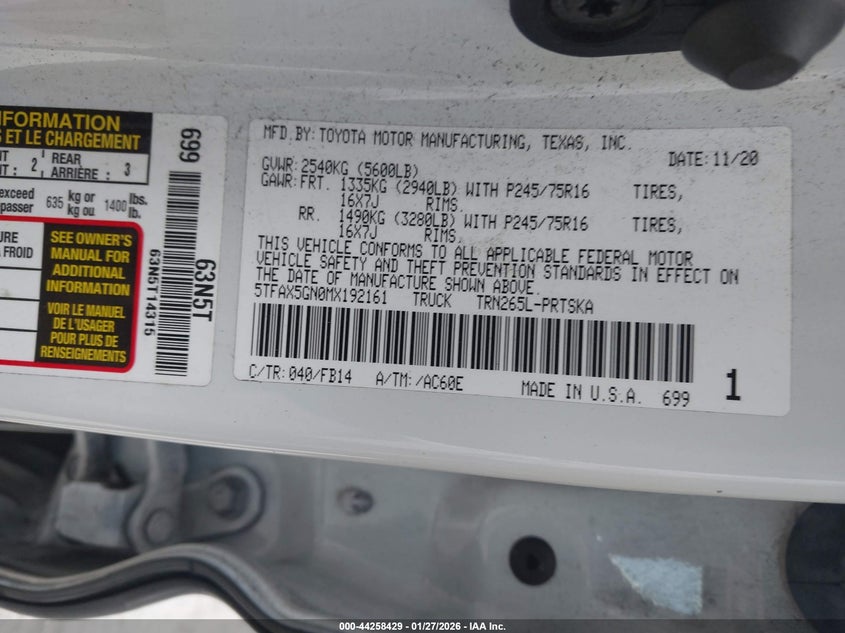 INFORMATION
S ET LE CHARGEMENT
NT : 2 REAR ARRIÈRE : 3
exceed 635 kg or 1400 lbs.
passer kg ou lb.
URE
A FROID
SEE OWNER'S
MANUAL FOR
ADDITIONAL
INFORMATION
VOIR LE MANUEL
DE L'USAGER
POUR PLUS DE
RENSEIGNEMENTS
699
63N5T
63N5T14315
MFD.BY:TOYOTA MOTOR MANUFACTURING, TEXAS, INC.
DATE:11/20
GVWR:2540KG (5600LB)
GAWR:FRT. 1335KG (2940LB) WITH P245/75R16 TIRES,
16X7J RIMS,
RR. 1490KG (3280LB) WITH P245/75R16 TIRES,
16X7J RIMS,
THIS VEHICLE CONFORMS TO ALL APPLICABLE FEDERAL MOTOR
VEHICLE SAFETY AND THEFT PREVENTION STANDARDS IN EFFECT ON
THE DATE OF MANUFACTURE SHOWN ABOVE.
5TFAX5GN0MX192161 TRUCK TRN265L-PRTSKA
C/TR:040/FB14 A/TM:/AC60E MADE IN U.S.A. 699
1
000-44258429 - 01/27/2026 - IAA Inc.